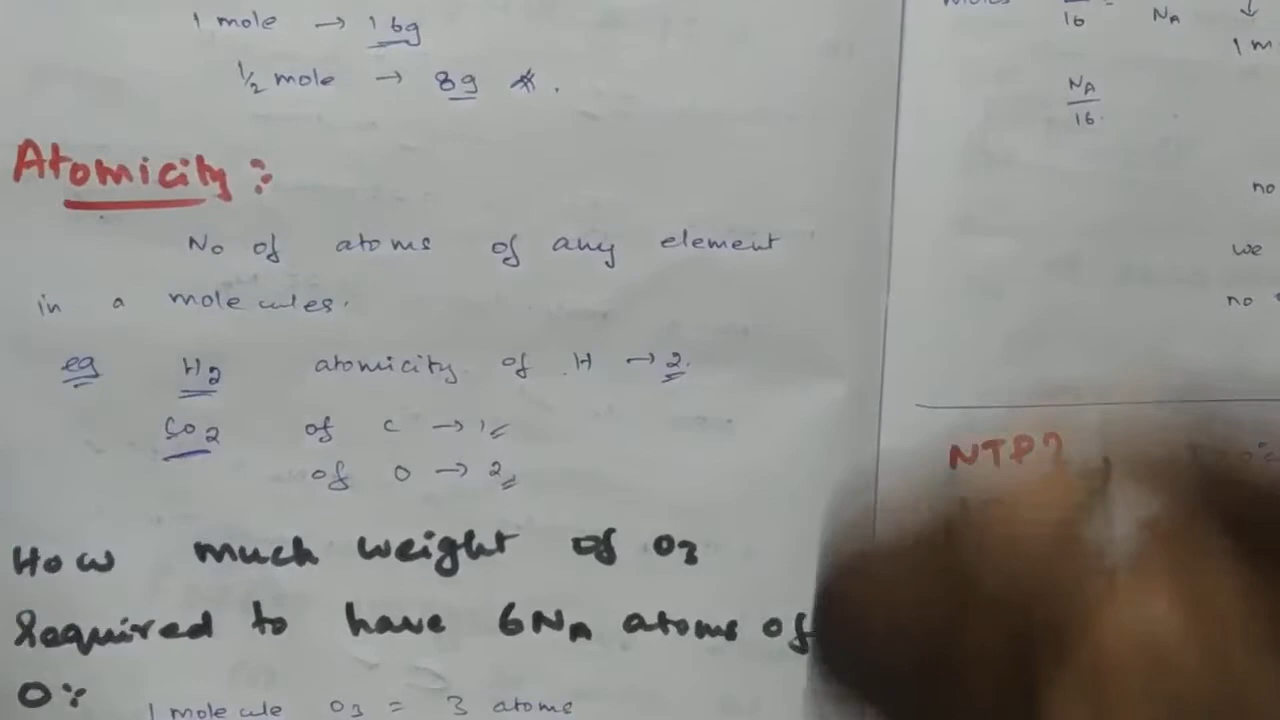 1 mole → 16g
1/2 mole → 8g
Atomicity :
No of atoms of any element
in a molecules.
eg H2 atomicity of H → 2.
CO2 of C → 1
of O → 2
How much weight of O3
Required to have 6NA atoms of
O:
1 molecule O3 = 3 atoms
16 = NA ↓
1 m
NA
16.
no
we
no
NTP?